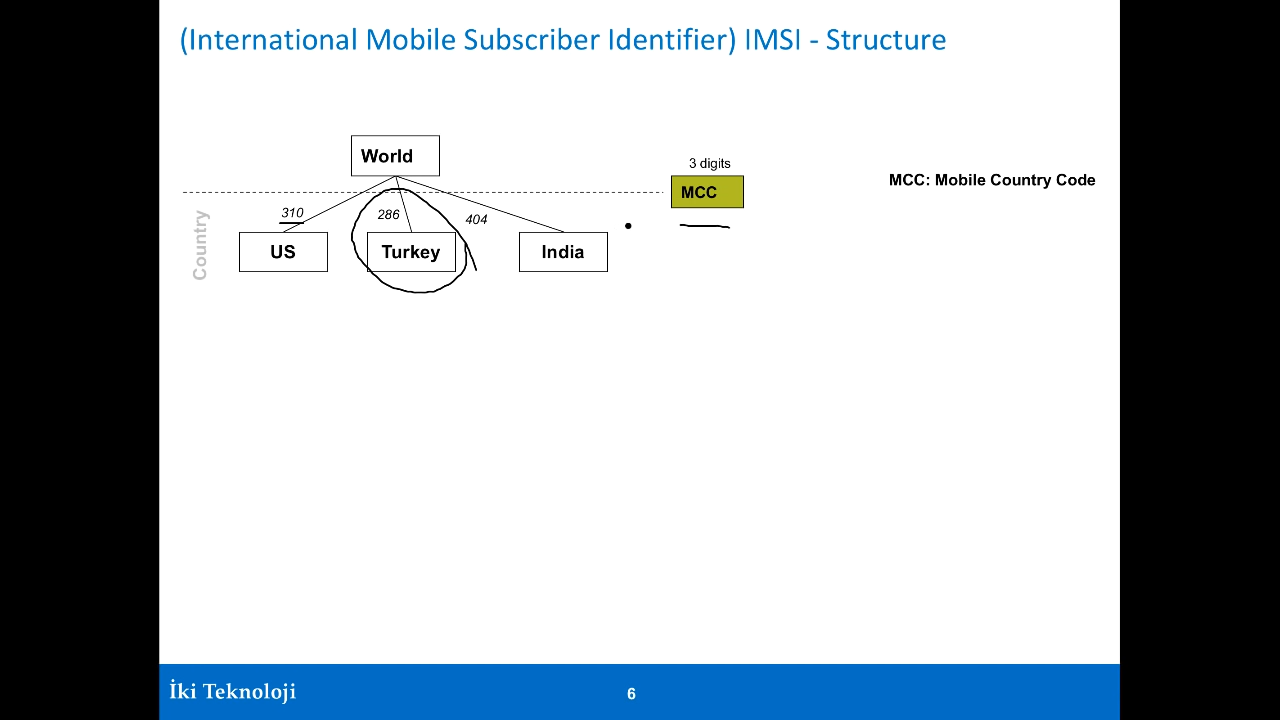 (International Mobile Subscriber Identifier) IMSI - Structure
World
3 digits
MCC
MCC: Mobile Country Code
Country
310
286
404
US
Turkey
India
İki Teknoloji
6